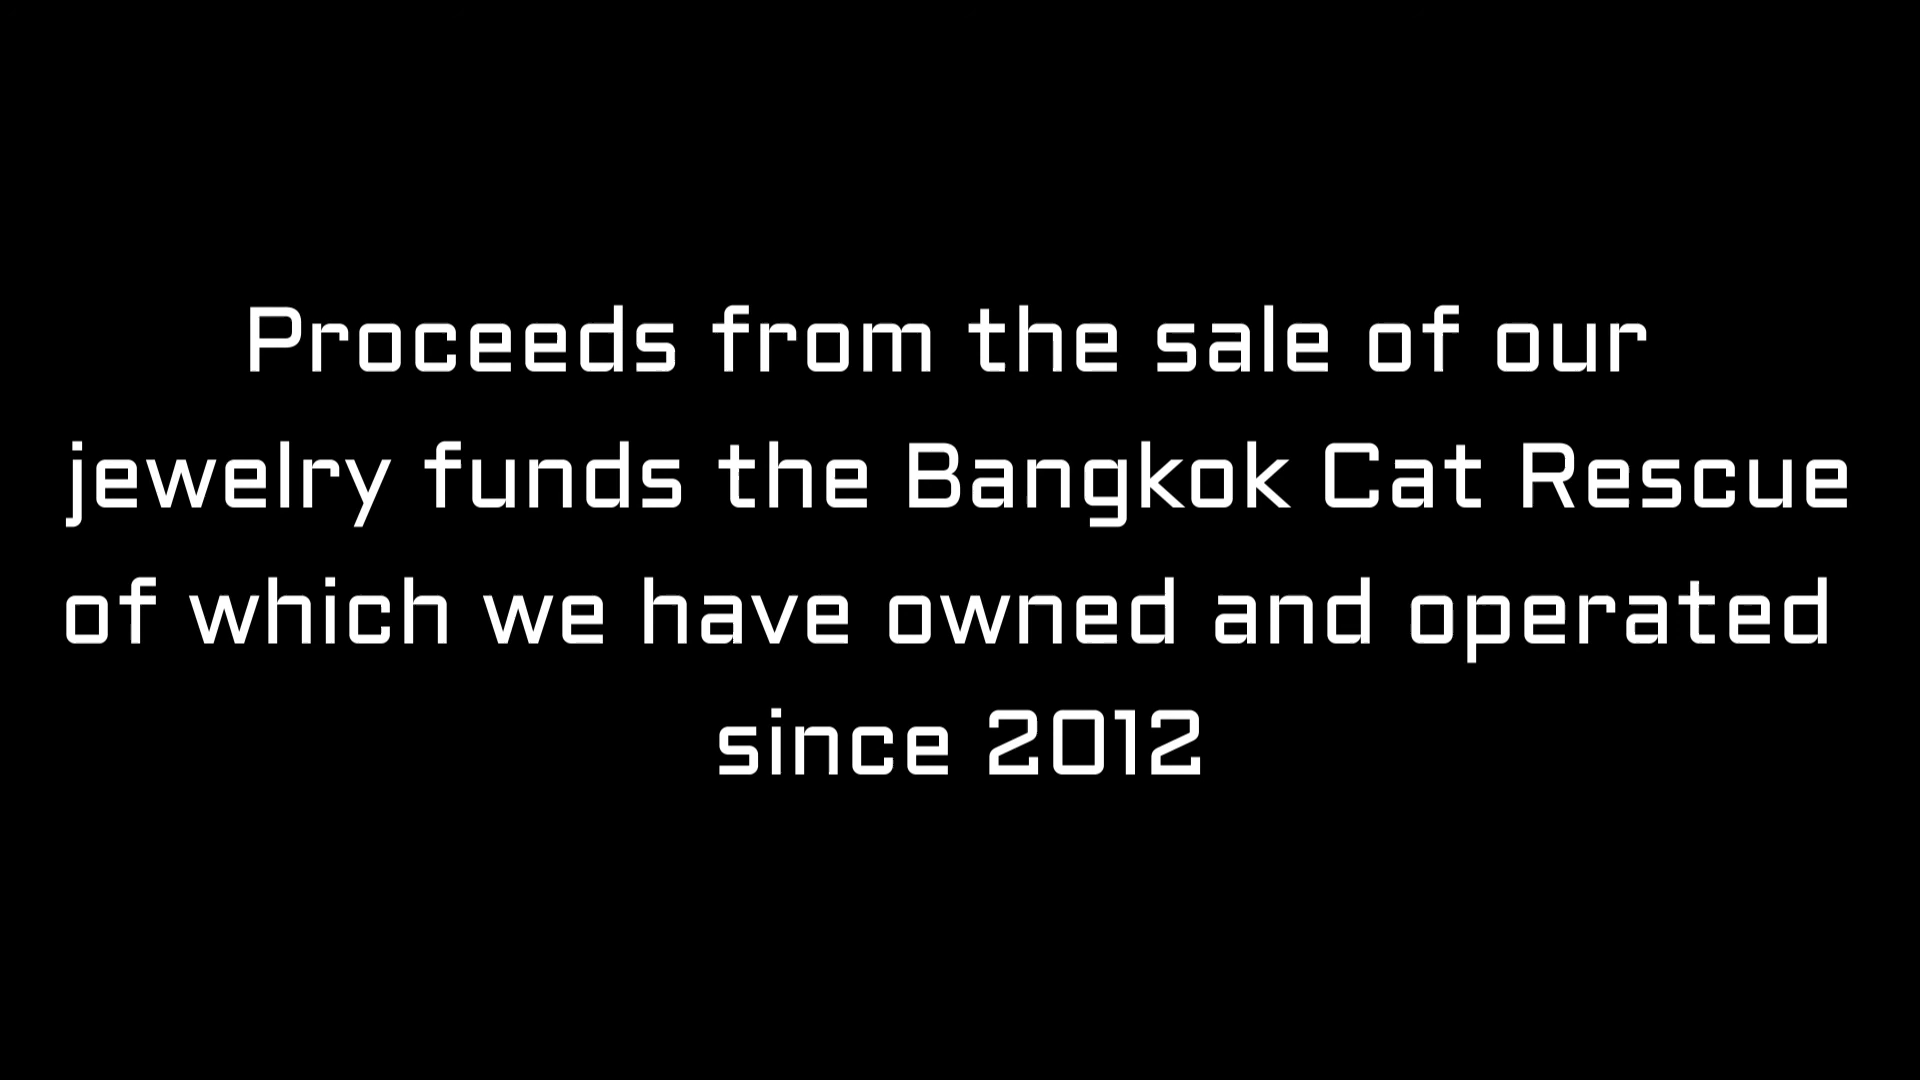 Proceeds from the sale of our
jewelry funds the Bangkok Cat Rescue
of which we have owned and operated
since 2012